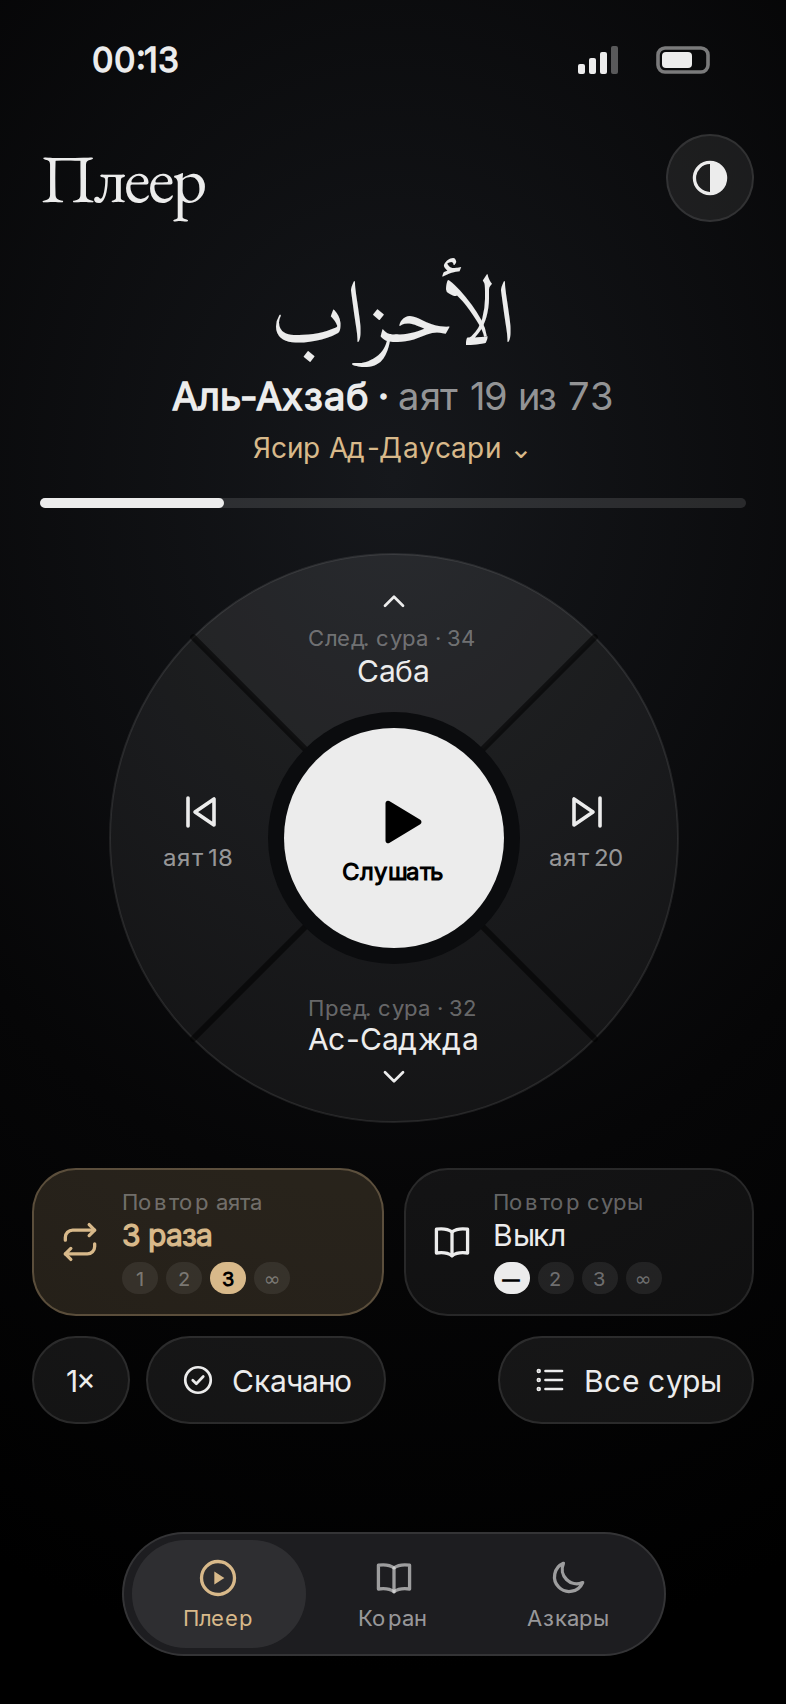 00:13
Плеер
الأحزاب
Аль-Ахзаб · аят 19 из 73
Ясир Ад-Даусари
След. сура · 34
Саба
аят 18
Слушать
аят 20
Пред. сура · 32
Ас-Саджда
Повтор аята
3 раза
1 2 3 ∞
Повтор суры
Выкл
— 2 3 ∞
1×
Скачано
Все суры
Плеер
Коран
Азкары